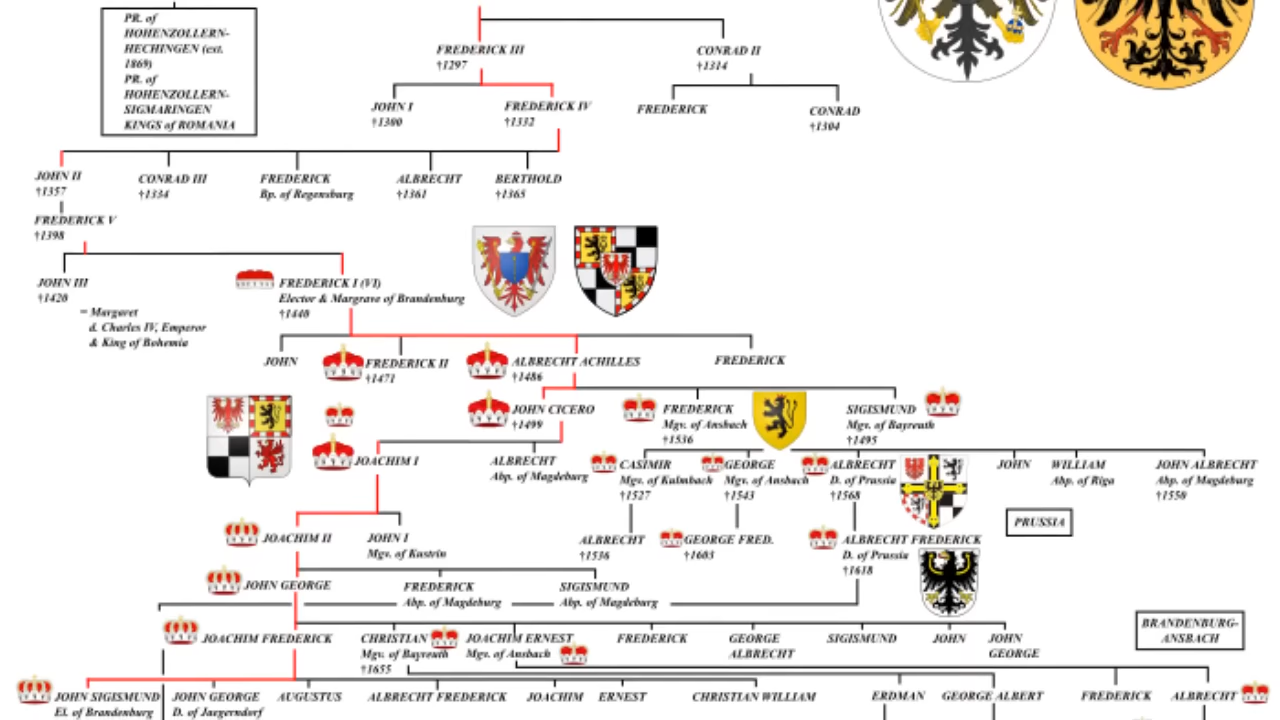 PR. of
HOHENZOLLERN-
HECHINGEN (ext.
1869)
PR. of
HOHENZOLLERN-
SIGMARINGEN
KINGS of ROMANIA
FREDERICK III
†1297
CONRAD II
†1314
JOHN I
†1300
FREDERICK IV
†1332
FREDERICK
CONRAD
†1304
JOHN II
†1357
CONRAD III
†1334
FREDERICK
Bp. of Regensburg
ALBRECHT
†1361
BERTHOLD
†1365
FREDERICK V
†1398
JOHN III
†1420
= Margaret
d. Charles IV, Emperor
& King of Bohemia
FREDERICK I (VI)
Elector & Margrave of Brandenburg
†1440
JOHN
FREDERICK II
†1471
ALBRECHT ACHILLES
†1486
FREDERICK
JOHN CICERO
†1499
FREDERICK
Mgv. of Ansbach
†1536
SIGISMUND
Mgv. of Bayreuth
†1495
JOACHIM I
ALBRECHT
Abp. of Magdeburg
CASIMIR
Mgv. of Kulmbach
†1527
GEORGE
Mgv. of Ansbach
†1543
ALBRECHT
D. of Prussia
†1568
JOHN
WILLIAM
Abp. of Riga
JOHN ALBRECHT
Abp. of Magdeburg
†1550
PRUSSIA
JOACHIM II
JOHN I
Mgv. of Kustrin
ALBRECHT
†1536
GEORGE FRED.
†1603
ALBRECHT FREDERICK
D. of Prussia
†1618
JOHN GEORGE
FREDERICK
Abp. of Magdeburg
SIGISMUND
Abp. of Magdeburg
BRANDENBURG-
ANSBACH
JOACHIM FREDERICK
CHRISTIAN
Mgv. of Bayreuth
†1655
JOACHIM ERNEST
Mgv. of Ansbach
FREDERICK
GEORGE
ALBRECHT
SIGISMUND
JOHN
JOHN
GEORGE
JOHN SIGISMUND
El. of Brandenburg
JOHN GEORGE
D. of Jaegerndorf
AUGUSTUS
ALBRECHT FREDERICK
JOACHIM
ERNEST
CHRISTIAN WILLIAM
ERDMAN
GEORGE ALBERT
FREDERICK
ALBRECHT